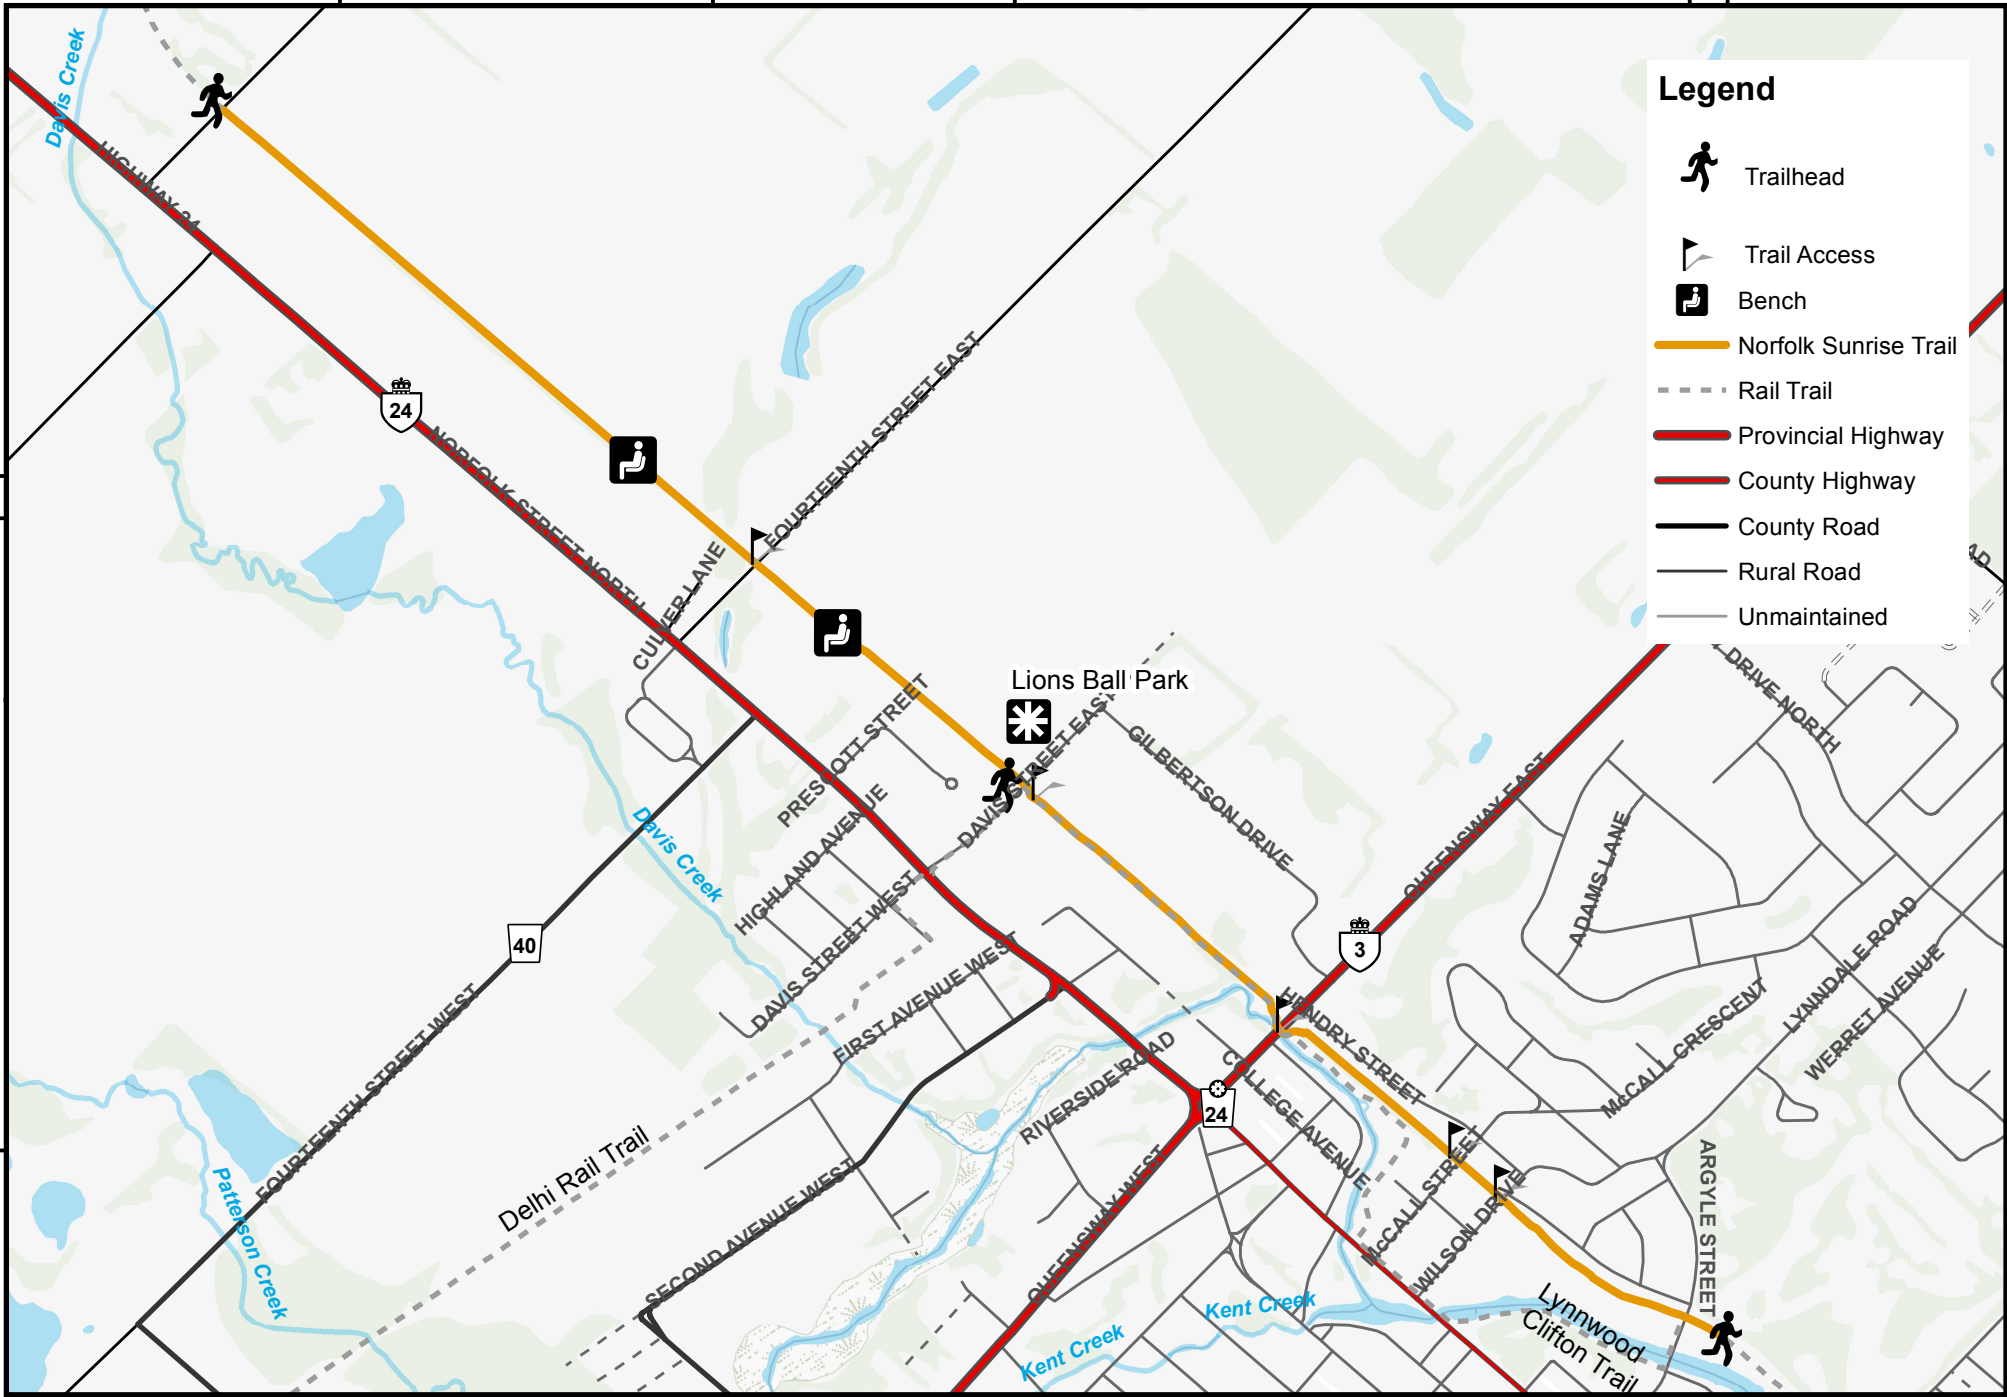 Legend
Trailhead
Trail Access
Bench
Norfolk Sunrise Trail
Rail Trail
Provincial Highway
County Highway
County Road
Rural Road
Unmaintained
Davis Creek
HIGHWAY 24
24
NORFOLK STREET NORTH
FOURTEENTH STREET EAST
CULVER LANE
Lions Ball Park
PRESCOTT STREET
DAVIS STREET EAST
GILBERTSON DRIVE
DRIVE NORTH
QUEENSWAY EAST
HIGHLAND AVENUE
Davis Creek
DAVIS STREET WEST
ADAMS LANE
LYNNDALE ROAD
WERRET AVENUE
40
3
FIRST AVENUE WEST
HENDRY STREET
McCALL CRESCENT
FOURTEENTH STREET WEST
RIVERSIDE ROAD
COLLEGE AVENUE
24
Delhi Rail Trail
SECOND AVENUE WEST
QUEENSWAY WEST
McCALL STREET
WILSON DRIVE
ARGYLE STREET
Patterson Creek
Kent Creek
Kent Creek
Lynnwood
Clifton Trail